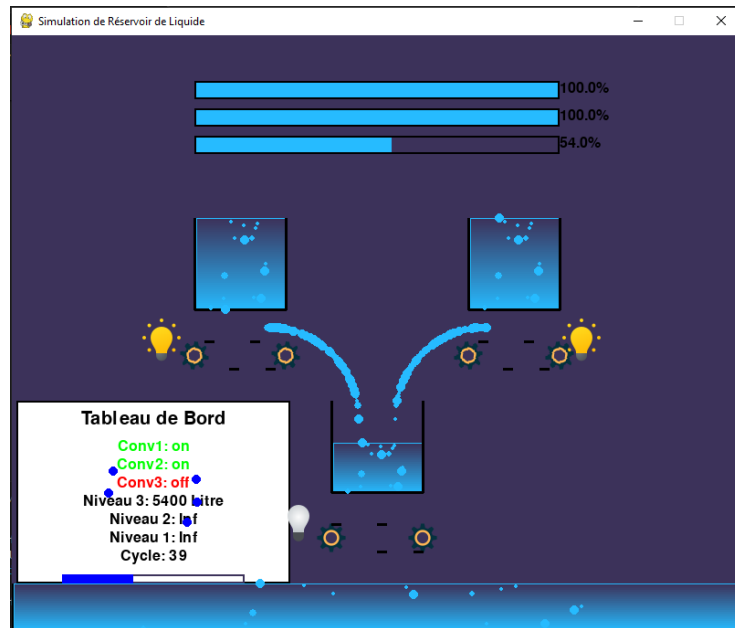 Simulation de Réservoir de Liquide
100.0%
100.0%
54.0%
Tableau de Bord
Conv1: on
Conv2: on
Conv3: off
Niveau 3: 5400 Litre
Niveau 2: Inf
Niveau 1: Inf
Cycle: 39